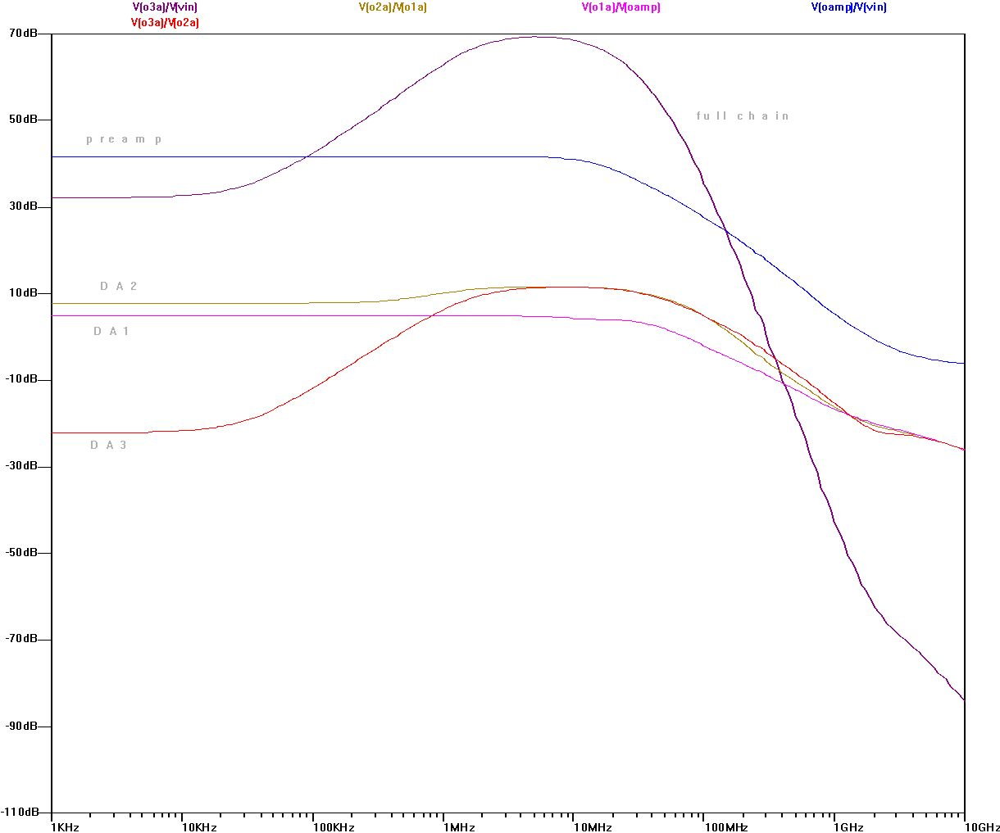 V(o3a)/V(vin) V(o2a)/V(o1a) V(o1a)/V(oamp) V(oamp)/V(vin)
V(o3a)/V(o2a)
70dB
50dB
full chain
preamp
30dB
DA2
10dB
DA1
-10dB
DA3
-30dB
-50dB
-70dB
-90dB
-110dB
1KHz 10KHz 100KHz 1MHz 10MHz 100MHz 1GHz 10GHz